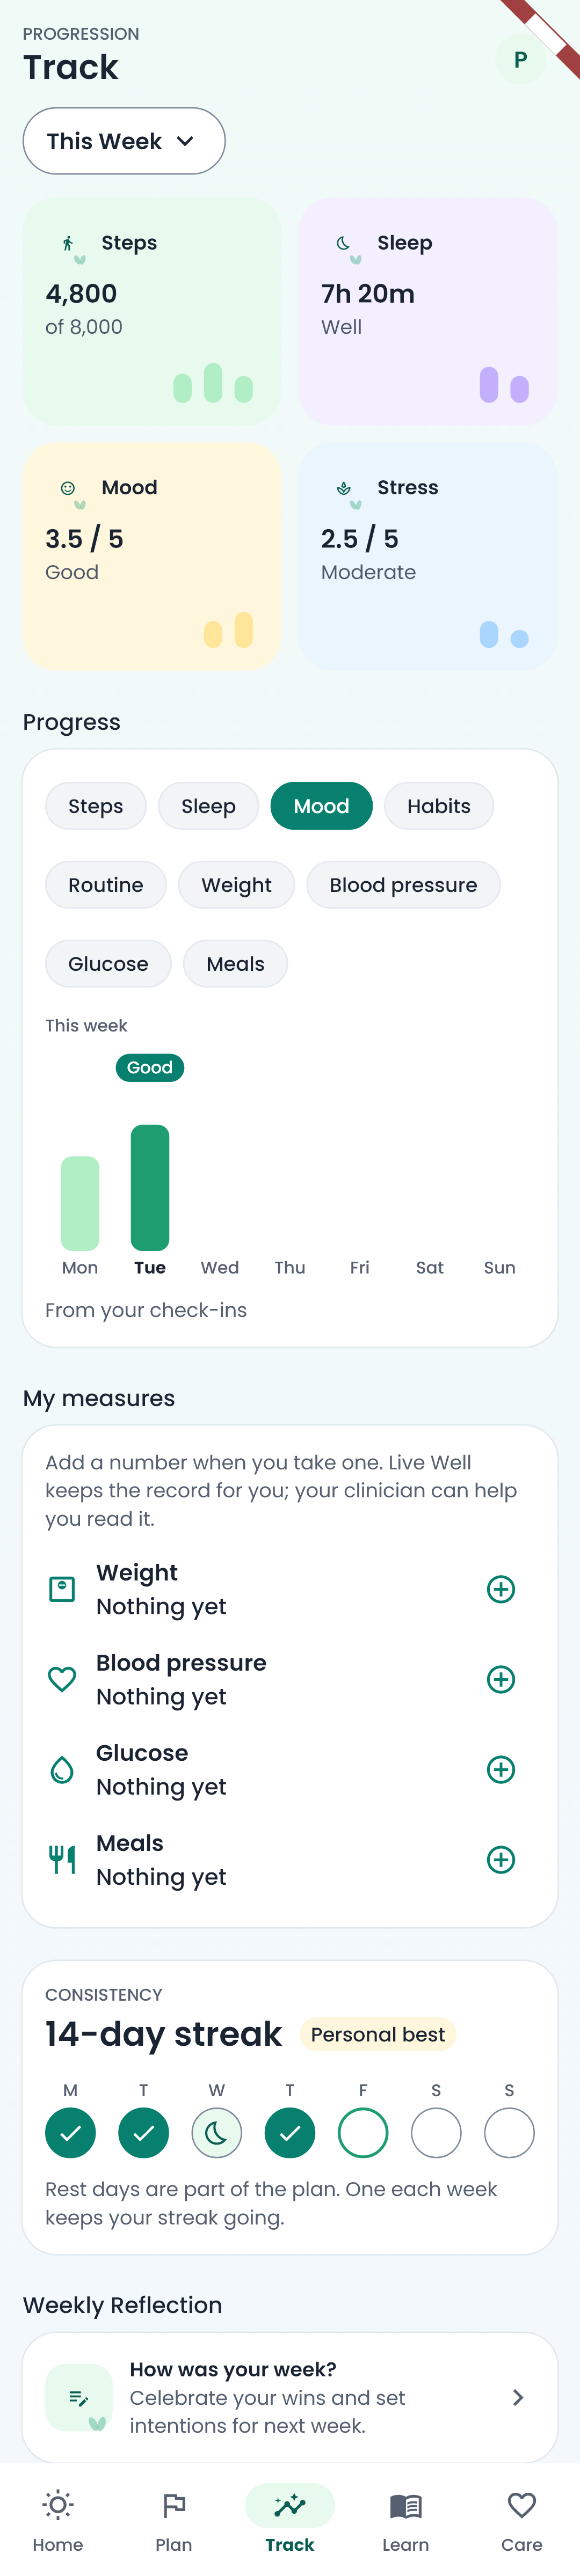 PROGRESSION
Track
P
This Week
Steps
4,800
of 8,000
Sleep
7h 20m
Well
Mood
3.5 / 5
Good
Stress
2.5 / 5
Moderate
Progress
Steps
Sleep
Mood
Habits
Routine
Weight
Blood pressure
Glucose
Meals
This week
Good
Mon
Tue
Wed
Thu
Fri
Sat
Sun
From your check-ins
My measures
Add a number when you take one. Live Well
keeps the record for you; your clinician can help
you read it.
Weight
Nothing yet
Blood pressure
Nothing yet
Glucose
Nothing yet
Meals
Nothing yet
CONSISTENCY
14-day streak
Personal best
M T W T F S S
Rest days are part of the plan. One each week
keeps your streak going.
Weekly Reflection
How was your week?
Celebrate your wins and set
intentions for next week.
Home
Plan
Track
Learn
Care